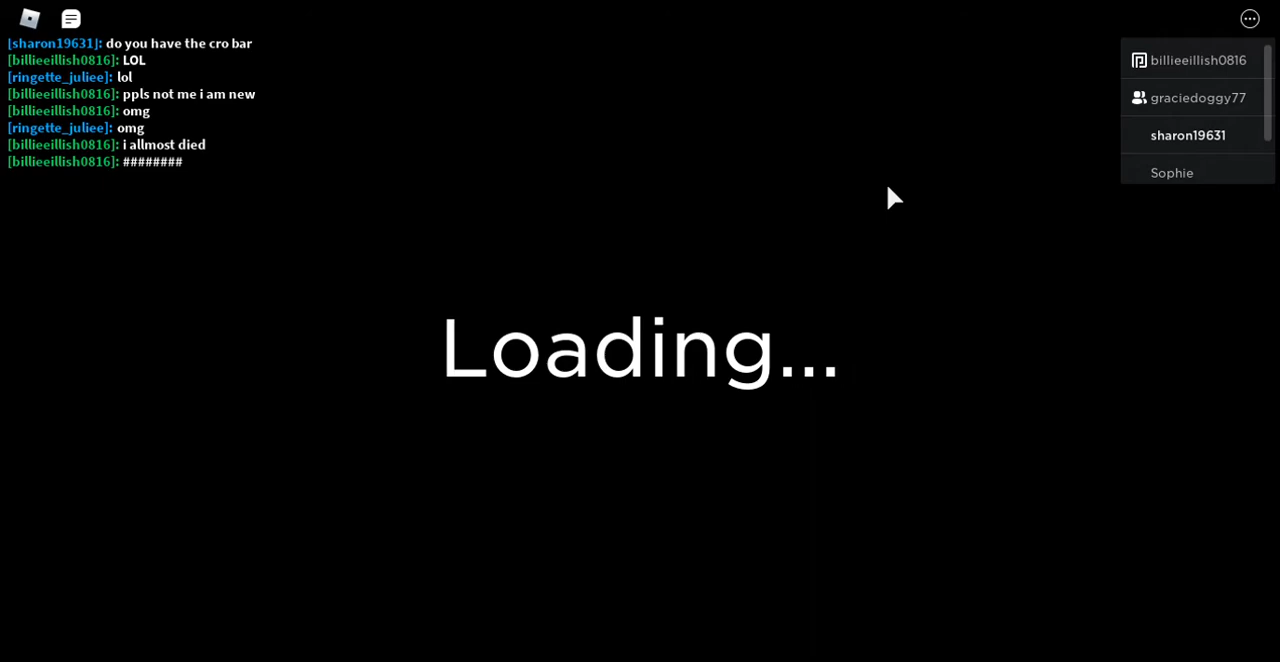 [sharon19631]: do you have the cro bar
[billieeillish0816]: LOL
[ringette_juliee]: lol
[billieeillish0816]: ppls not me i am new
[billieeillish0816]: omg
[ringette_juliee]: omg
[billieeillish0816]: i allmost died
[billieeillish0816]: ########
billieeillish0816
graciedoggy77
sharon19631
Sophie
Loading...